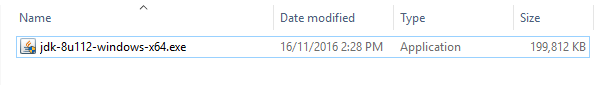 Name Date modified Type Size
jdk-8u112-windows-x64.exe 16/11/2016 2:28 PM Application 199,812 KB